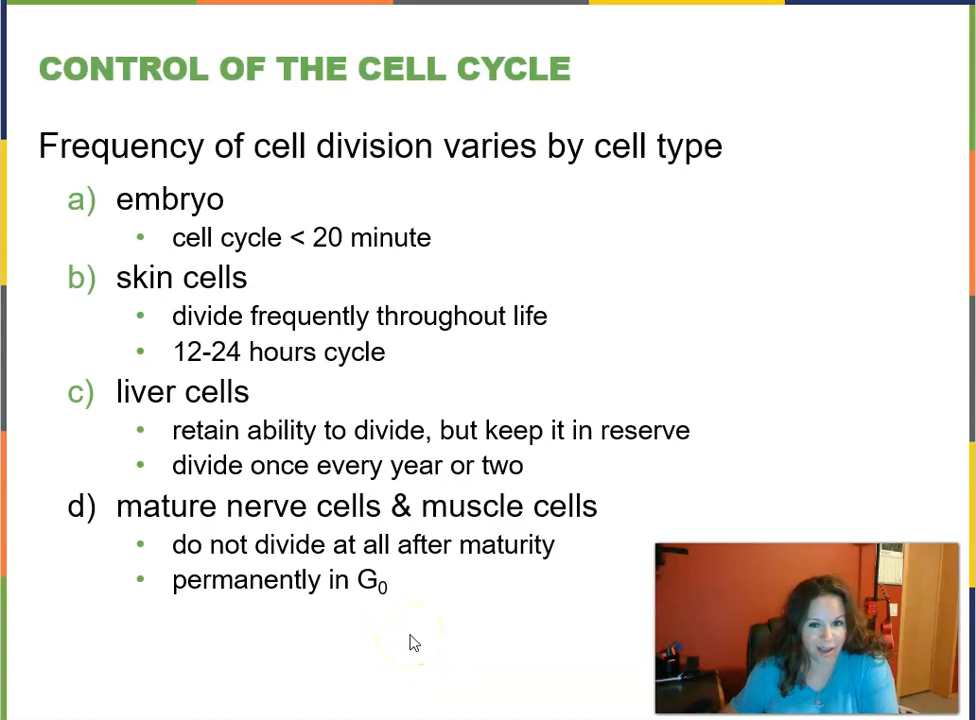 CONTROL OF THE CELL CYCLE
Frequency of cell division varies by cell type
a) embryo
• cell cycle < 20 minute
b) skin cells
• divide frequently throughout life
• 12-24 hours cycle
c) liver cells
• retain ability to divide, but keep it in reserve
• divide once every year or two
d) mature nerve cells & muscle cells
• do not divide at all after maturity
• permanently in G₀